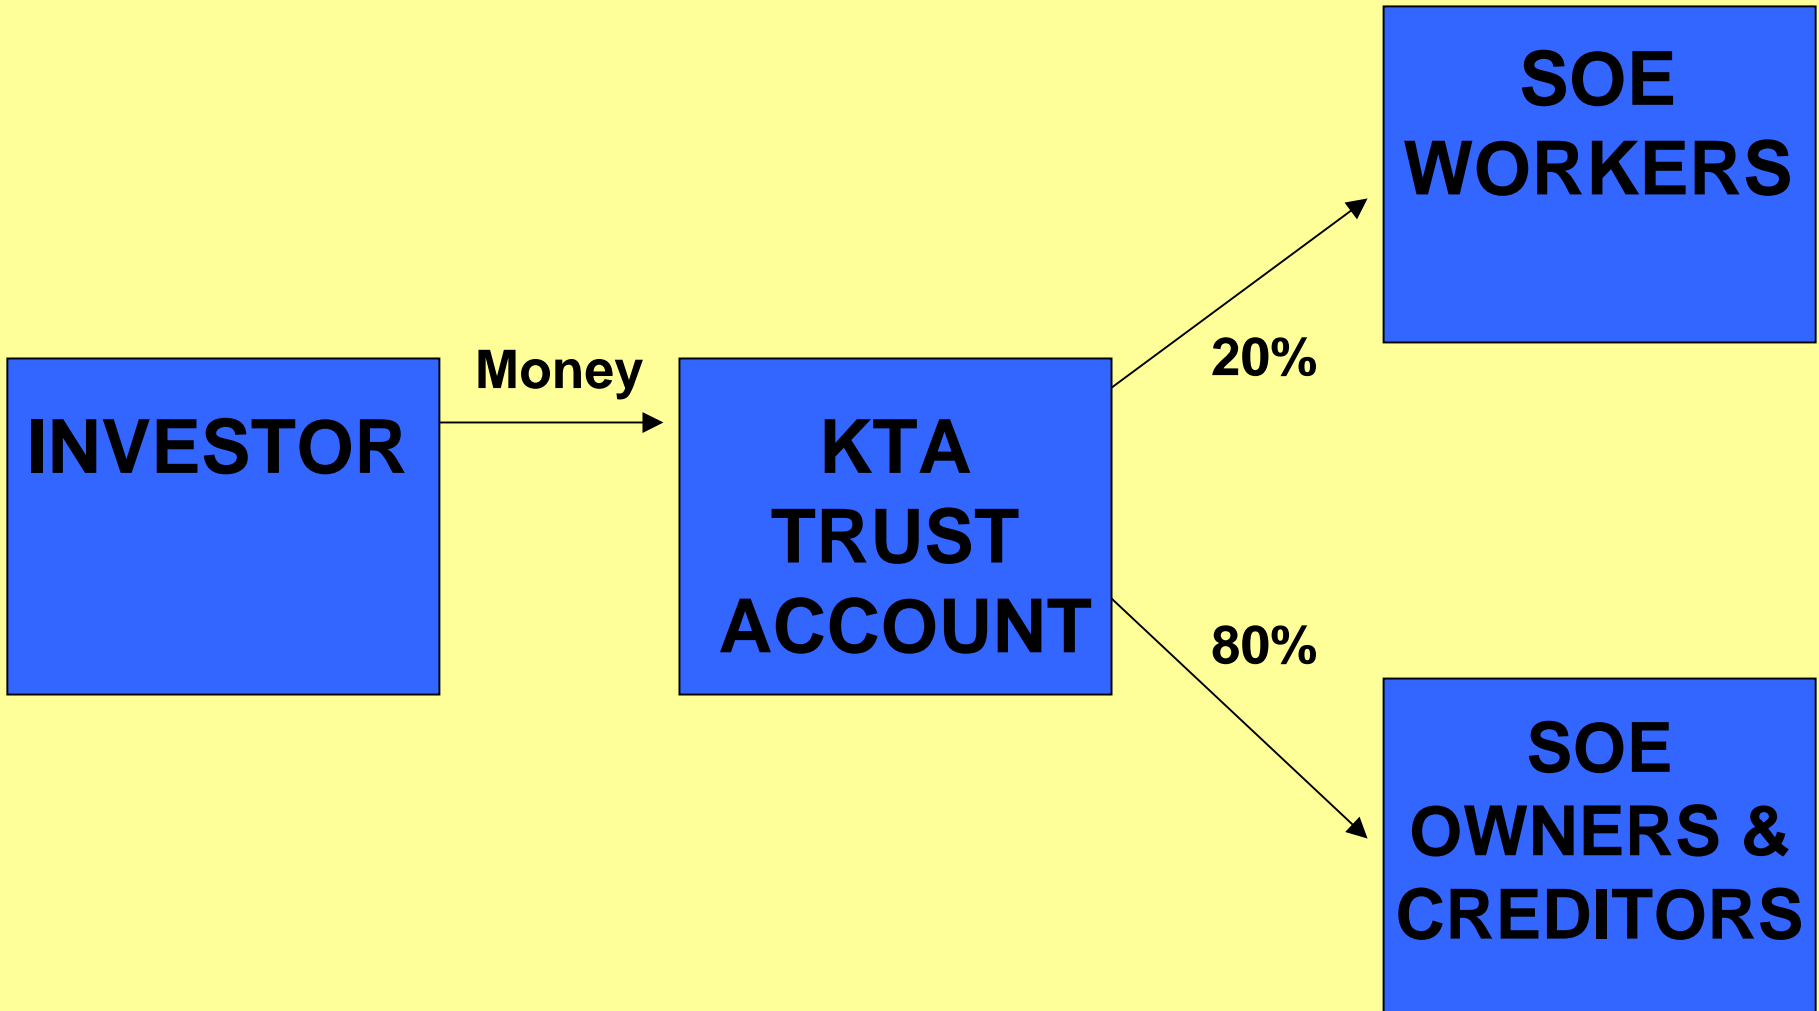 INVESTOR
Money
KTA
TRUST
ACCOUNT
20%
80%
SOE
WORKERS
SOE
OWNERS &
CREDITORS